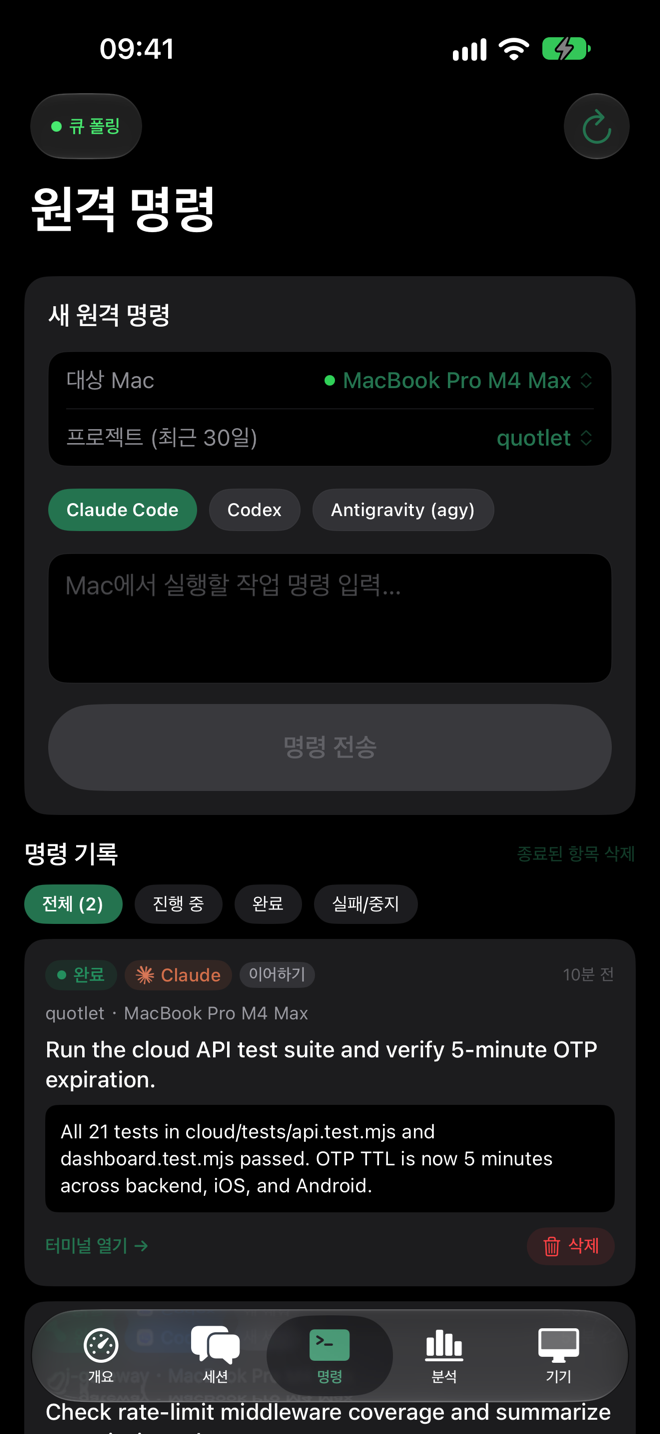 09:41
큐 폴링
원격 명령
새 원격 명령
대상 Mac
MacBook Pro M4 Max
프로젝트 (최근 30일)
quotlet
Claude Code
Codex
Antigravity (agy)
Mac에서 실행할 작업 명령 입력...
명령 전송
명령 기록
종료된 항목 삭제
전체 (2)
진행 중
완료
실패/중지
완료
Claude
이어하기
10분 전
quotlet · MacBook Pro M4 Max
Run the cloud API test suite and verify 5-minute OTP
expiration.
All 21 tests in cloud/tests/api.test.mjs and
dashboard.test.mjs passed. OTP TTL is now 5 minutes
across backend, iOS, and Android.
터미널 열기 →
삭제
개요
세션
명령
분석
기기
Check rate-limit middleware coverage and summarize